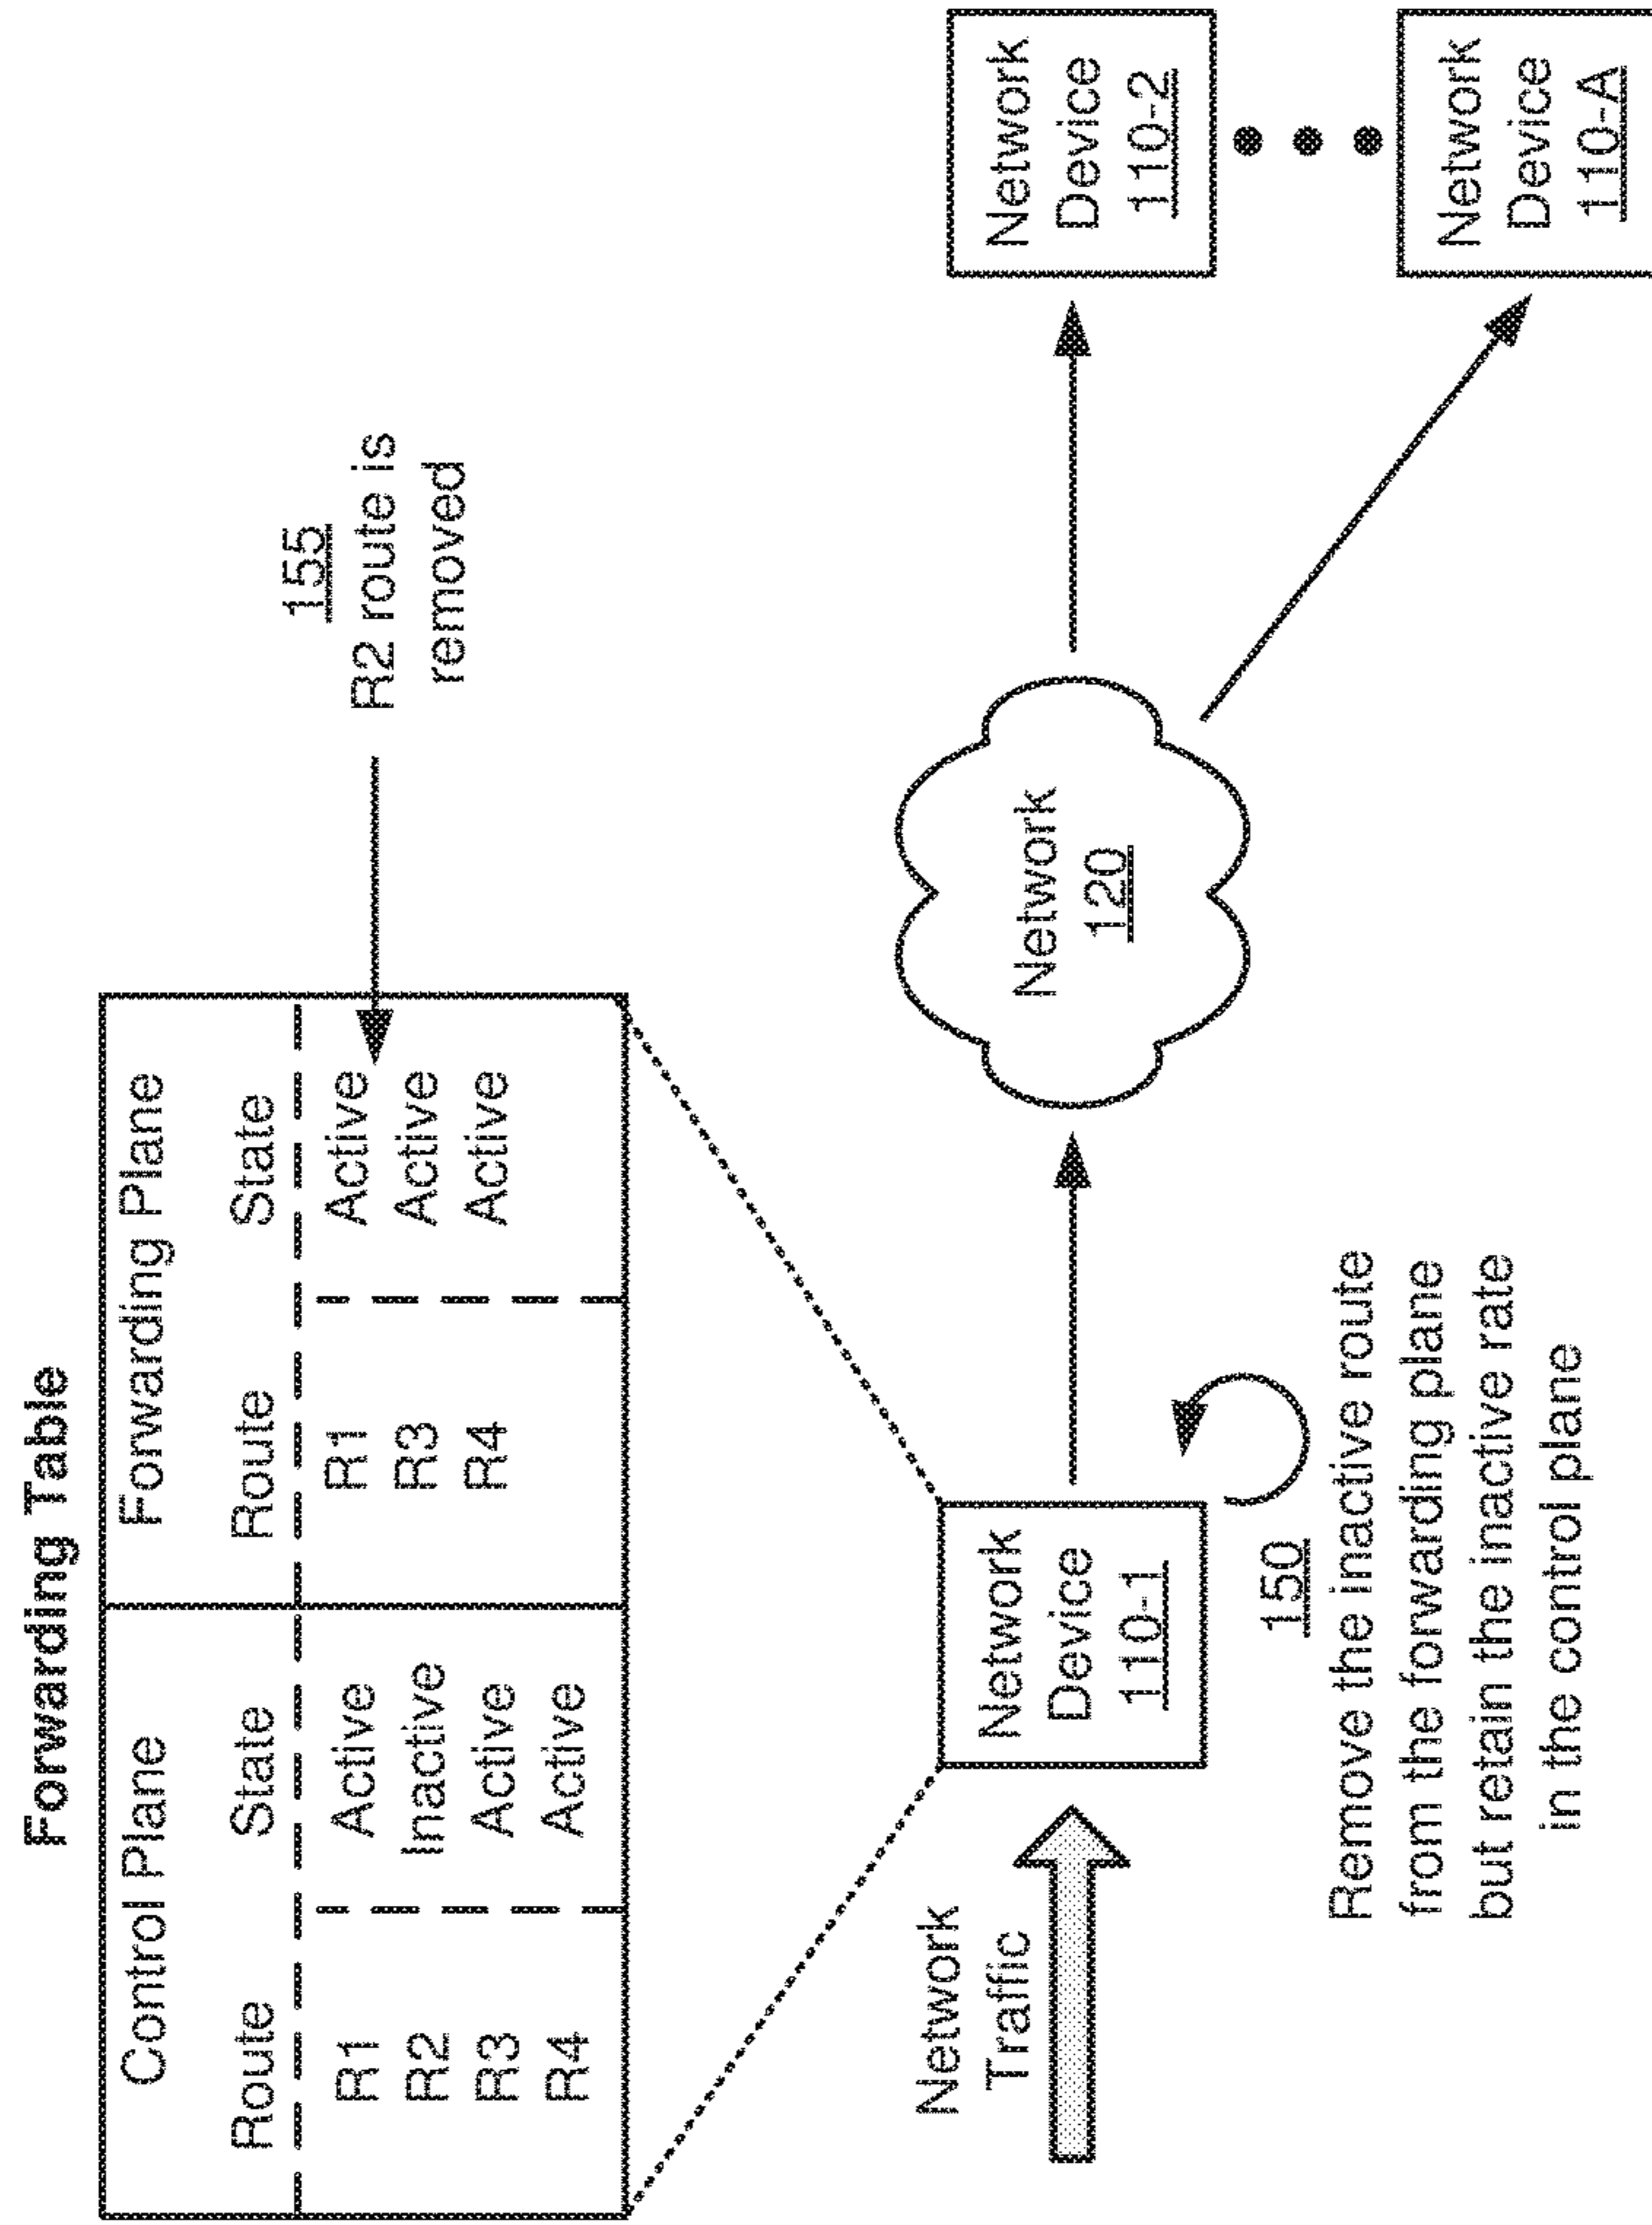 Forwarding Table
Control Plane
Forwarding Plane
Route State
Route State
R1 Active
R2 Inactive
R3 Active
R4 Active
R1 Active
R3 Active
R4 Active
155
R2 route is
removed
Network
Traffic
Network
Device
110-1
150
Remove the inactive route
from the forwarding plane
but retain the inactive rate
in the control plane
Network
120
Network
Device
110-2
Network
Device
110-A